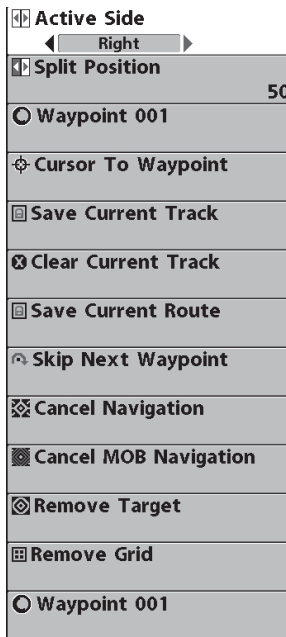 Active Side
Right
Split Position
50
Waypoint 001
Cursor To Waypoint
Save Current Track
Clear Current Track
Save Current Route
Skip Next Waypoint
Cancel Navigation
Cancel MOB Navigation
Remove Target
Remove Grid
Waypoint 001